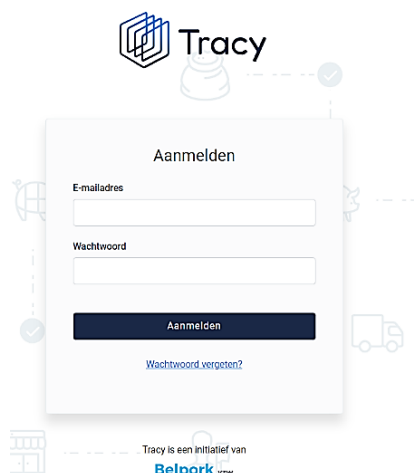 Tracy
Aanmelden
E-mailadres
Wachtwoord
Aanmelden
Wachtwoord vergeten?
Tracy is een initiatief van
Belpork